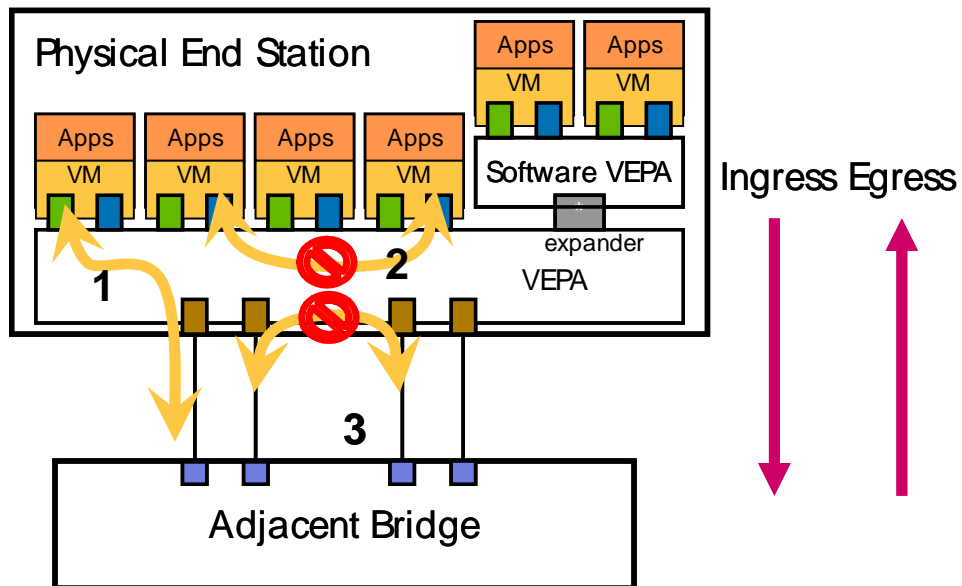 Physical End Station
Apps
Apps
VM
VM
Apps
Apps
Apps
Apps
VM
VM
VM
VM
Software VEPA
Ingress Egress
*
expander
1
2
VEPA
3
Adjacent Bridge